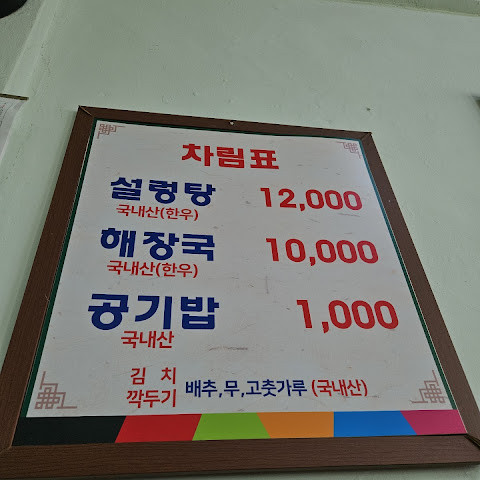 차림표
설렁탕 12,000
국내산(한우)
해장국 10,000
국내산(한우)
공기밥 1,000
국내산
김치
깍두기 배추,무,고춧가루 (국내산)